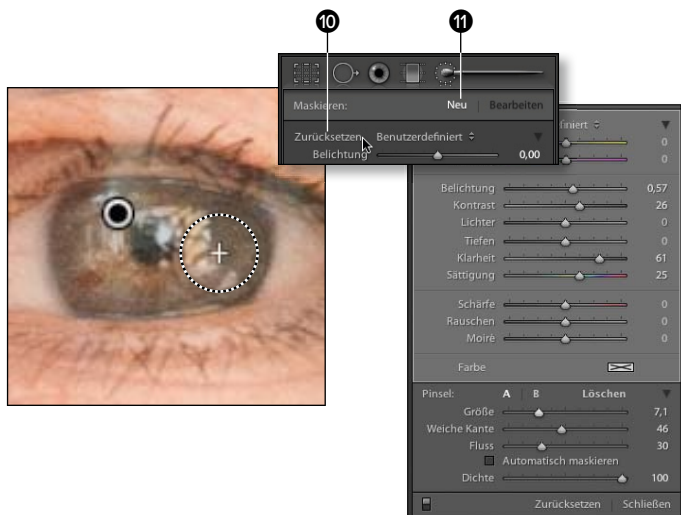 10 11
Maskieren: Neu | Bearbeiten
Zurücksetzen Benutzerdefiniert
Belichtung 0,00
0
0
Belichtung 0,57
Kontrast 26
Lichter 0
Tiefen 0
Klarheit 61
Sättigung 25
Schärfe 0
Rauschen 0
Moiré 0
Farbe
Pinsel: A | B Löschen
Größe 7,1
Weiche Kante 46
Fluss 30
Automatisch maskieren
Dichte 100
Zurücksetzen | Schließen